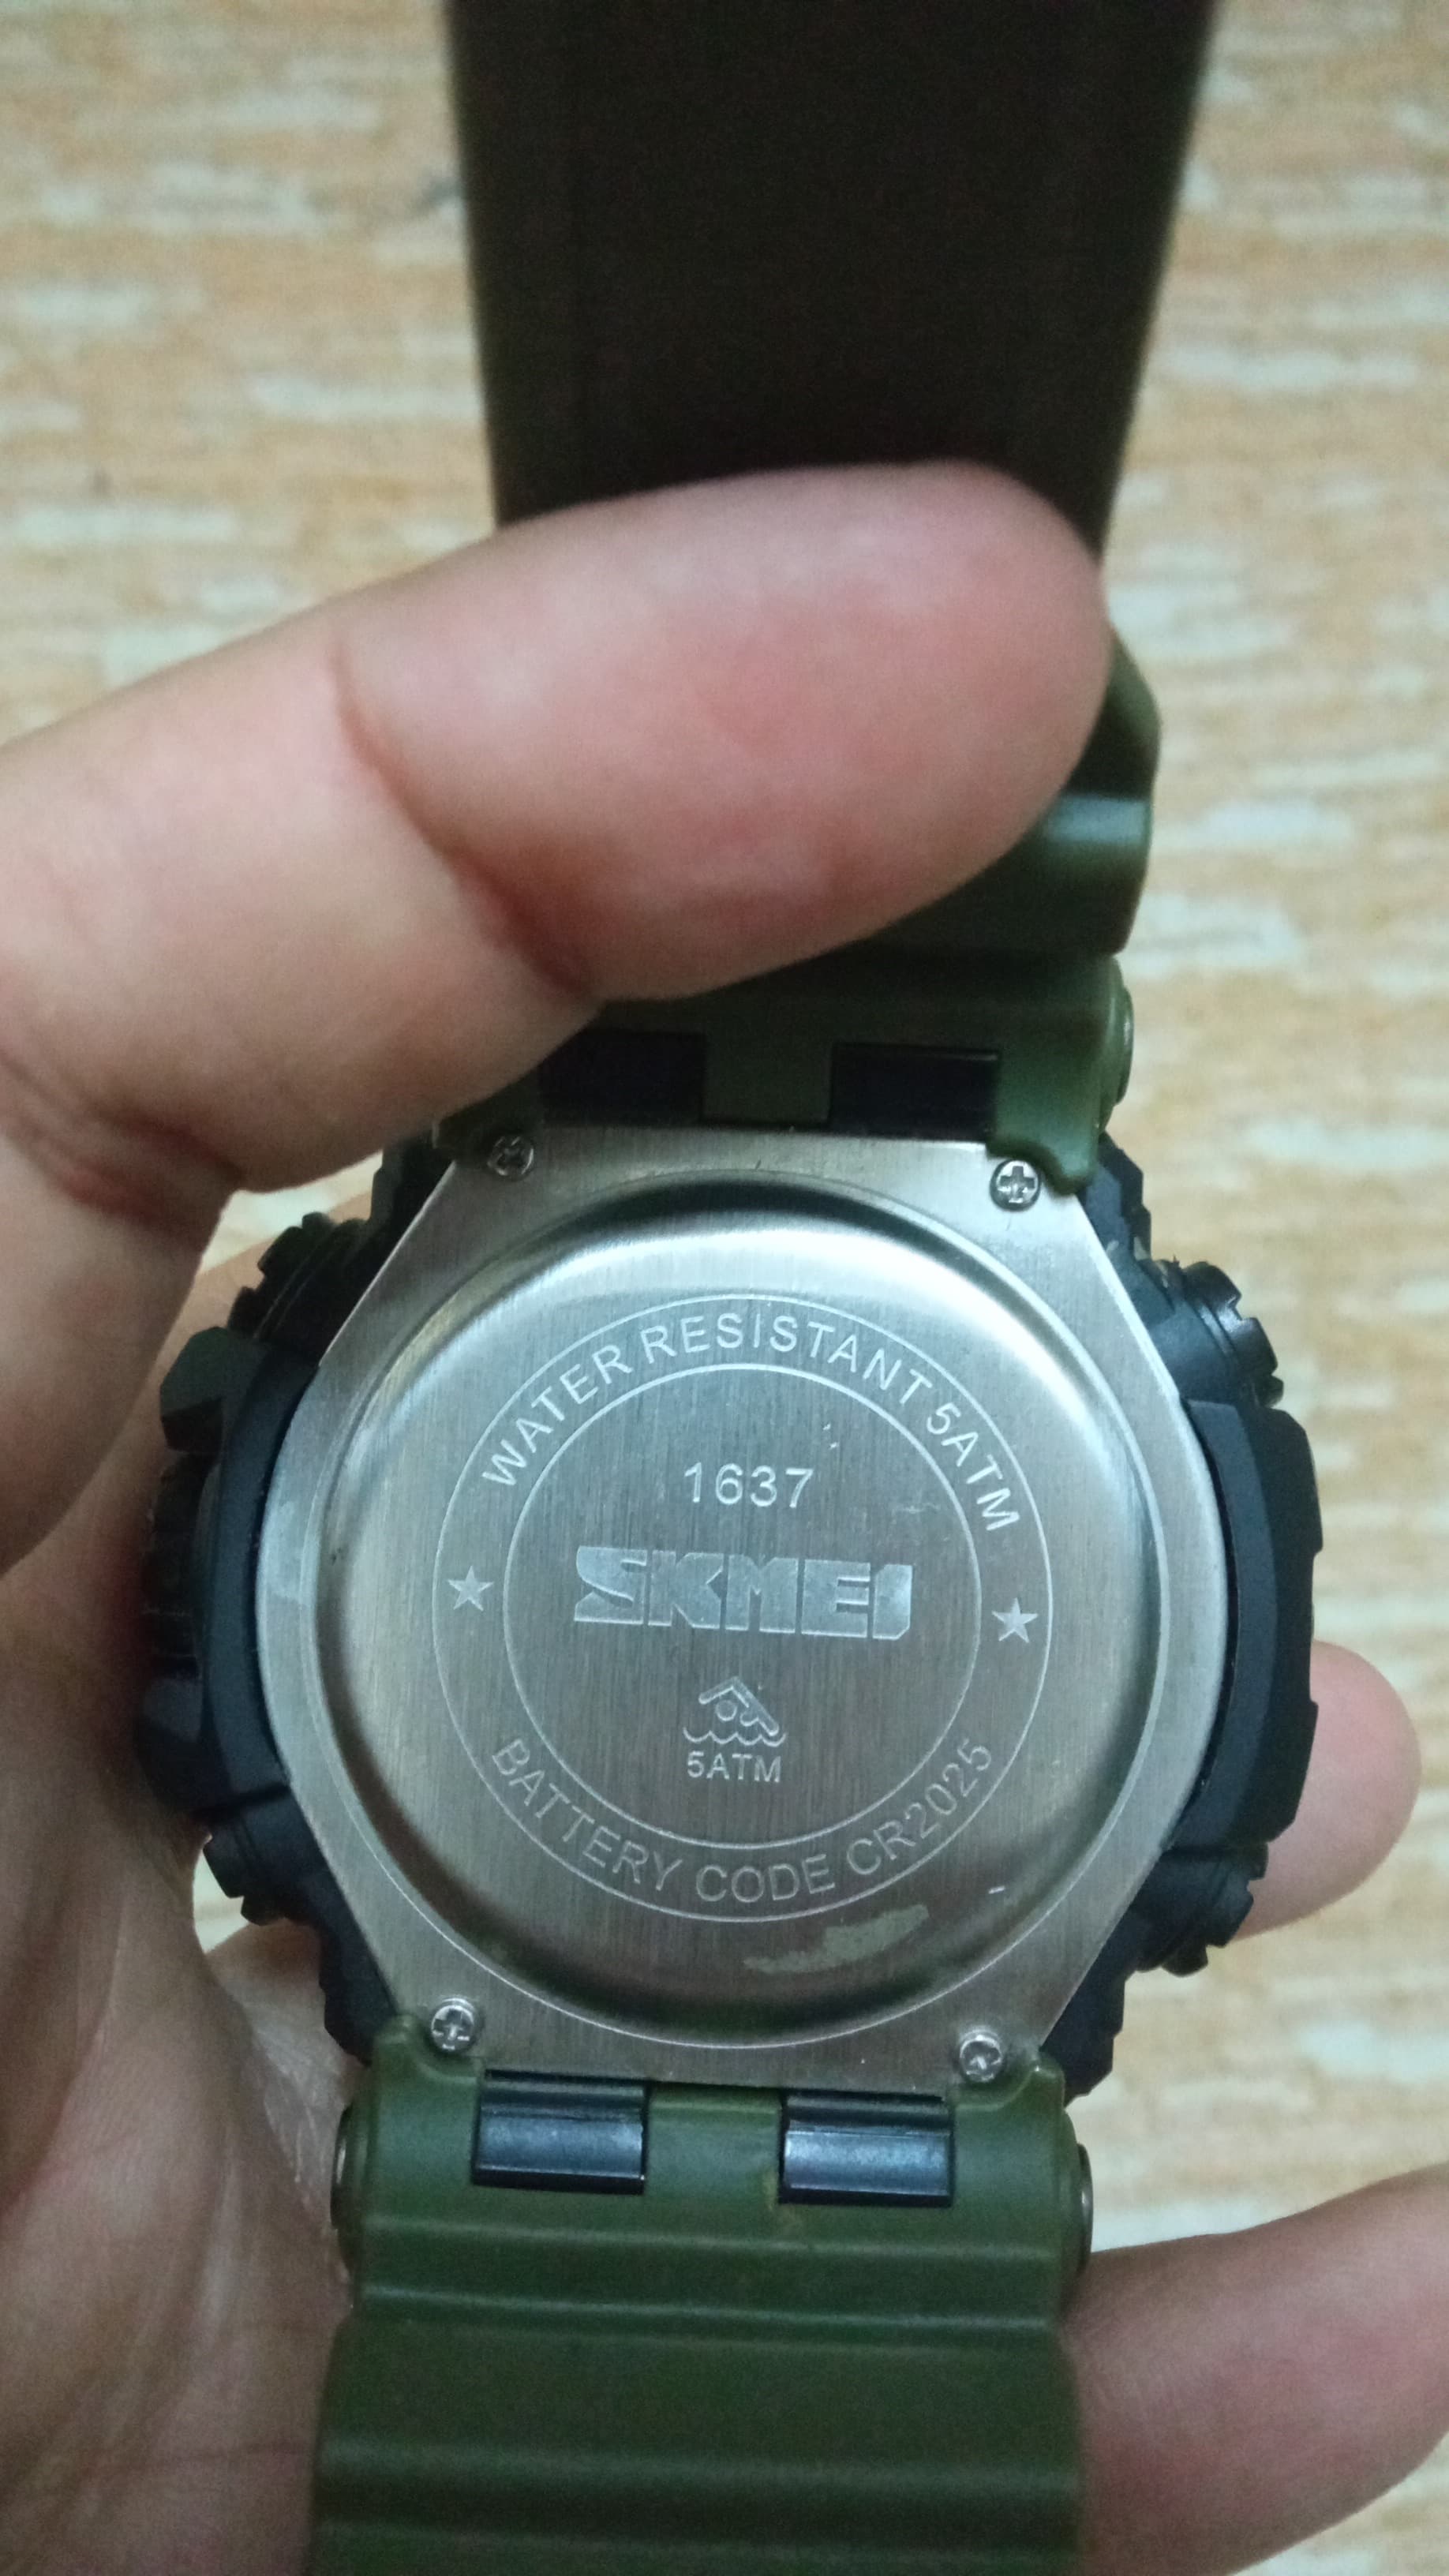 WATER RESISTANT 5ATM
1637
SKMEI
5ATM
BATTERY CODE CR2025